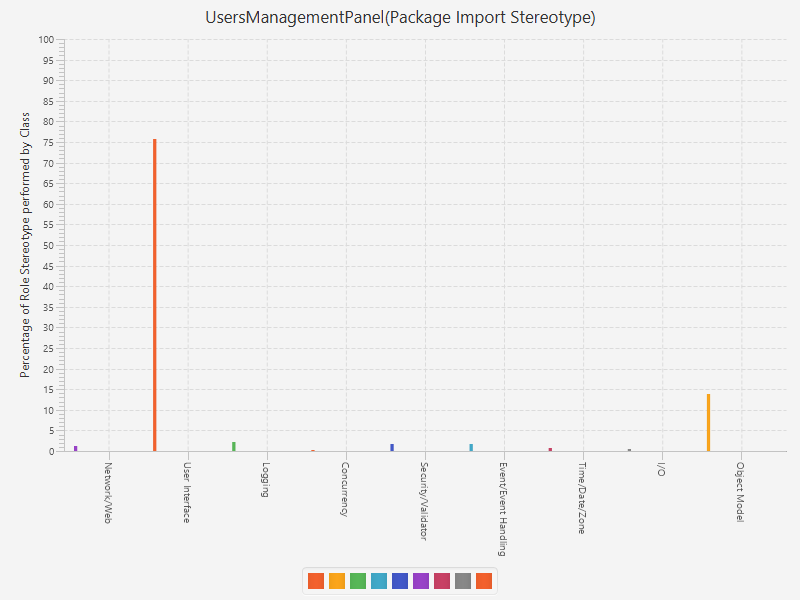 UsersManagementPanel(Package Import Stereotype)
Percentage of Role Stereotype performed by Class
100
95
90
85
80
75
70
65
60
55
50
45
40
35
30
25
20
15
10
5
0
Network/Web
User Interface
Logging
Concurrency
Security/Validator
Event/Event Handling
Time/Date/Zone
I/O
Object Model